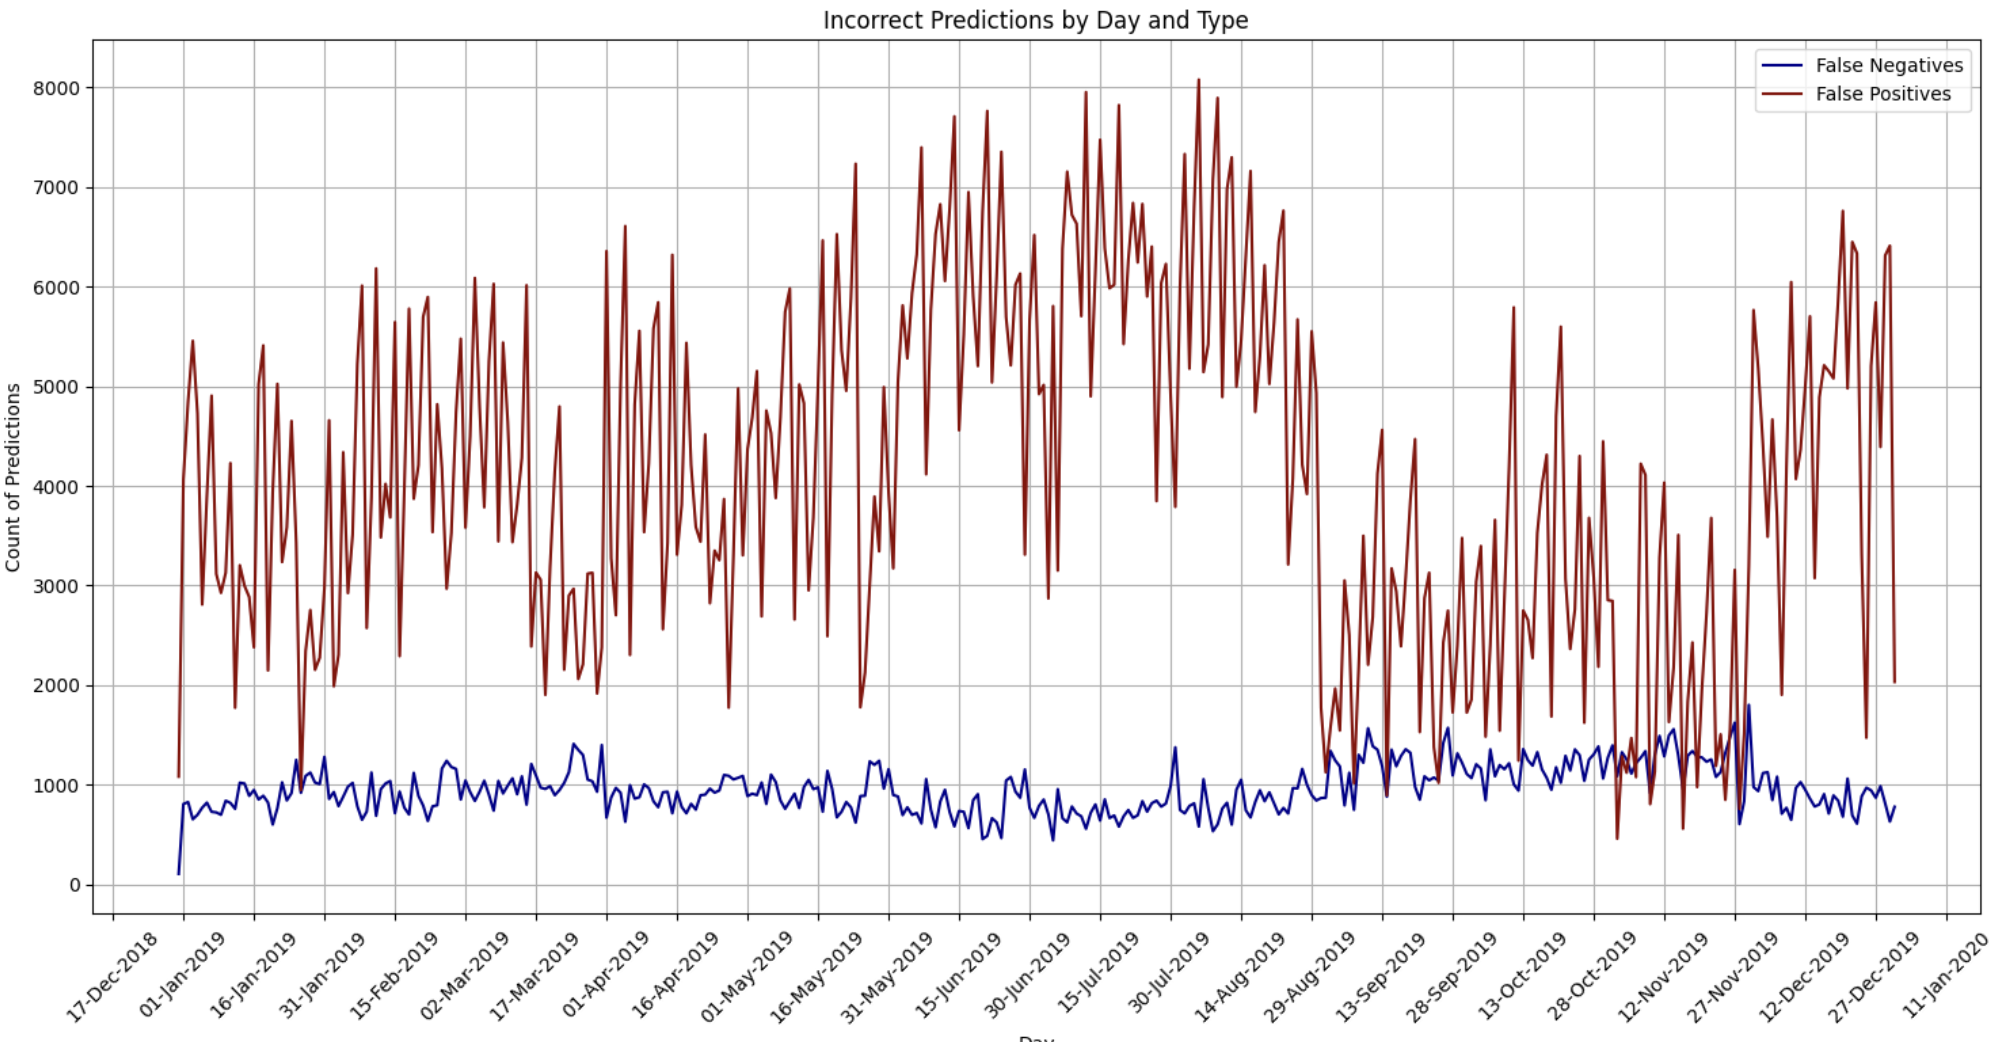 Incorrect Predictions by Day and Type
False Negatives
False Positives
Count of Predictions
8000
7000
6000
5000
4000
3000
2000
1000
0
17-Dec-2018
01-Jan-2019
16-Jan-2019
31-Jan-2019
15-Feb-2019
02-Mar-2019
17-Mar-2019
01-Apr-2019
16-Apr-2019
01-May-2019
16-May-2019
31-May-2019
15-Jun-2019
30-Jun-2019
15-Jul-2019
30-Jul-2019
14-Aug-2019
29-Aug-2019
13-Sep-2019
28-Sep-2019
13-Oct-2019
28-Oct-2019
12-Nov-2019
27-Nov-2019
12-Dec-2019
27-Dec-2019
11-Jan-2020
Day